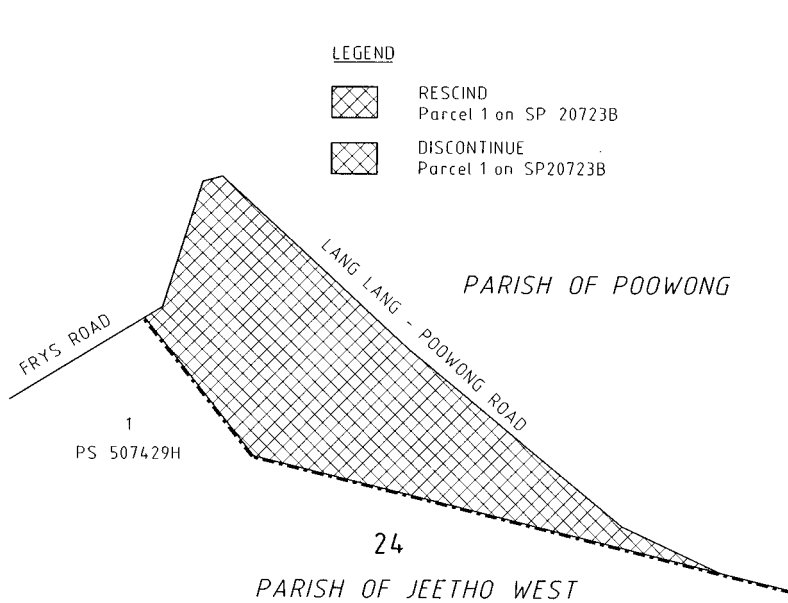 LEGEND
RESCIND
Parcel 1 on SP 20723B
DISCONTINUE
Parcel 1 on SP20723B
LANG LANG - POOWONG ROAD
PARISH OF POOWONG
FRYS ROAD
1
PS 507429H
24
PARISH OF JEETHO WEST